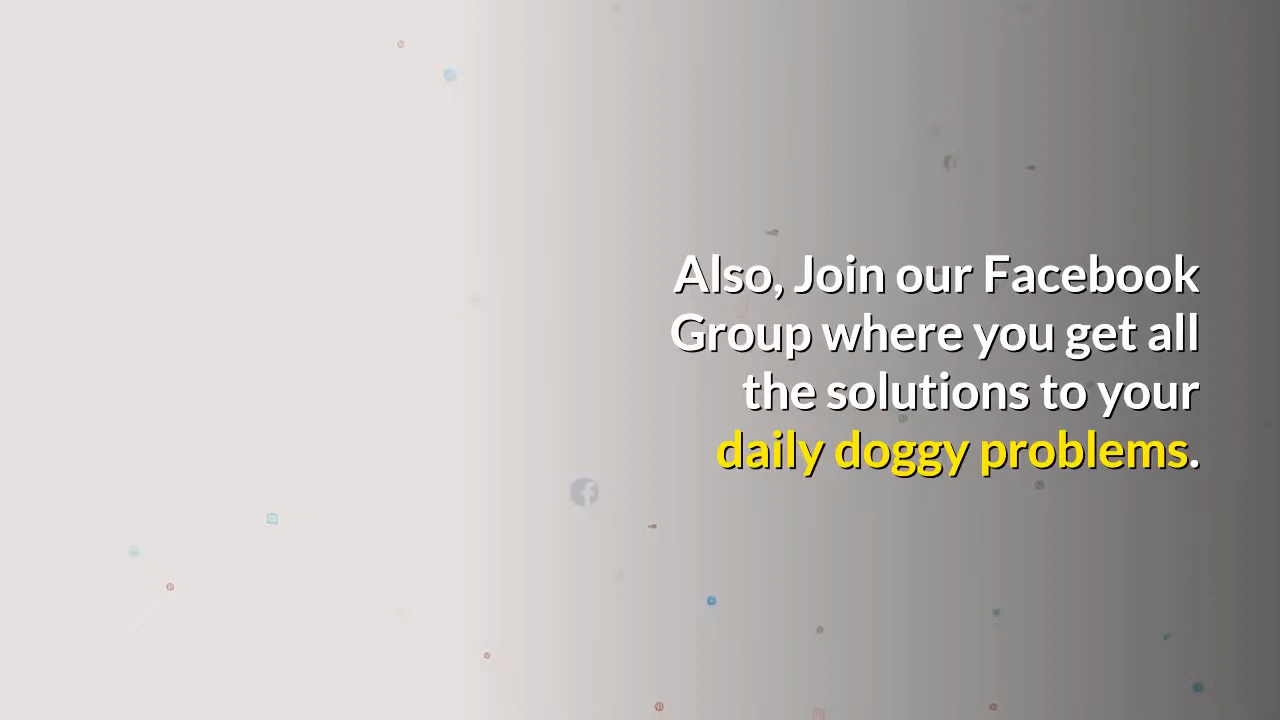 Also, Join our Facebook
Group where you get all
the solutions to your
daily doggy problems.